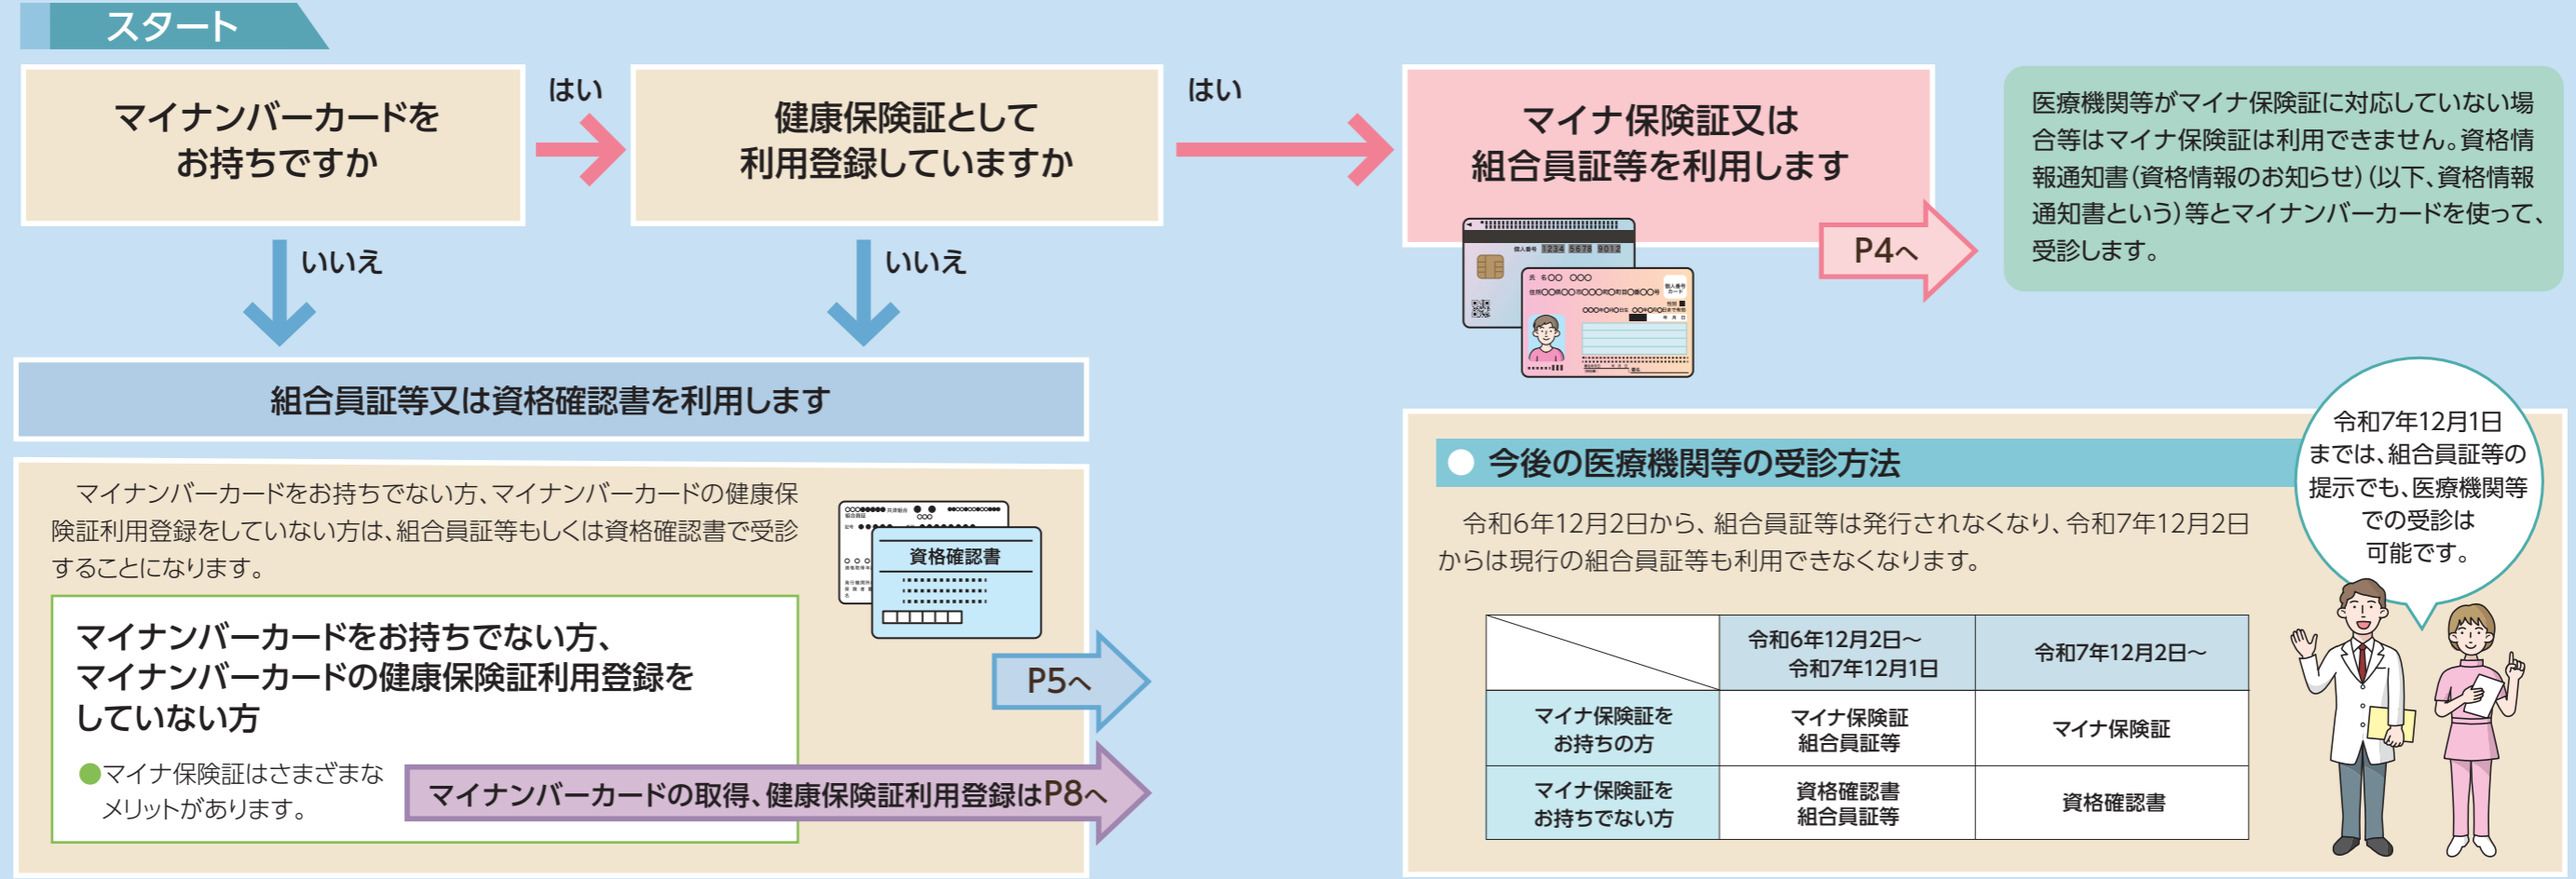 スタート
マイナンバーカードを
お持ちですか
はい
健康保険証として
利用登録していますか
はい
マイナ保険証又は
組合員証等を利用します
P4へ
医療機関等がマイナ保険証に対応していない場
合等はマイナ保険証は利用できません。資格情
報通知書(資格情報のお知らせ)(以下、資格情報
通知書という)等とマイナンバーカードを使って、
受診します。
いいえ
いいえ
個人番号 1234 5678 9012
氏 名〇〇 〇〇〇
個人番号
カード
組合員証等又は資格確認書を利用します
マイナンバーカードをお持ちでない方、マイナンバーカードの健康保
険証利用登録をしていない方は、組合員証等もしくは資格確認書で受診
することになります。
資格確認書
マイナンバーカードをお持ちでない方、
マイナンバーカードの健康保険証利用登録を
していない方
P5へ
●マイナ保険証はさまざまな
メリットがあります。
マイナンバーカードの取得、健康保険証利用登録はP8へ
● 今後の医療機関等の受診方法
令和7年12月1日
までは、組合員証等の
提示でも、医療機関等
での受診は
可能です。
令和6年12月2日から、組合員証等は発行されなくなり、令和7年12月2日
からは現行の組合員証等も利用できなくなります。
令和6年12月2日～
令和7年12月1日
令和7年12月2日～
マイナ保険証を
お持ちの方
マイナ保険証
組合員証等
マイナ保険証
マイナ保険証を
お持ちでない方
資格確認書
組合員証等
資格確認書